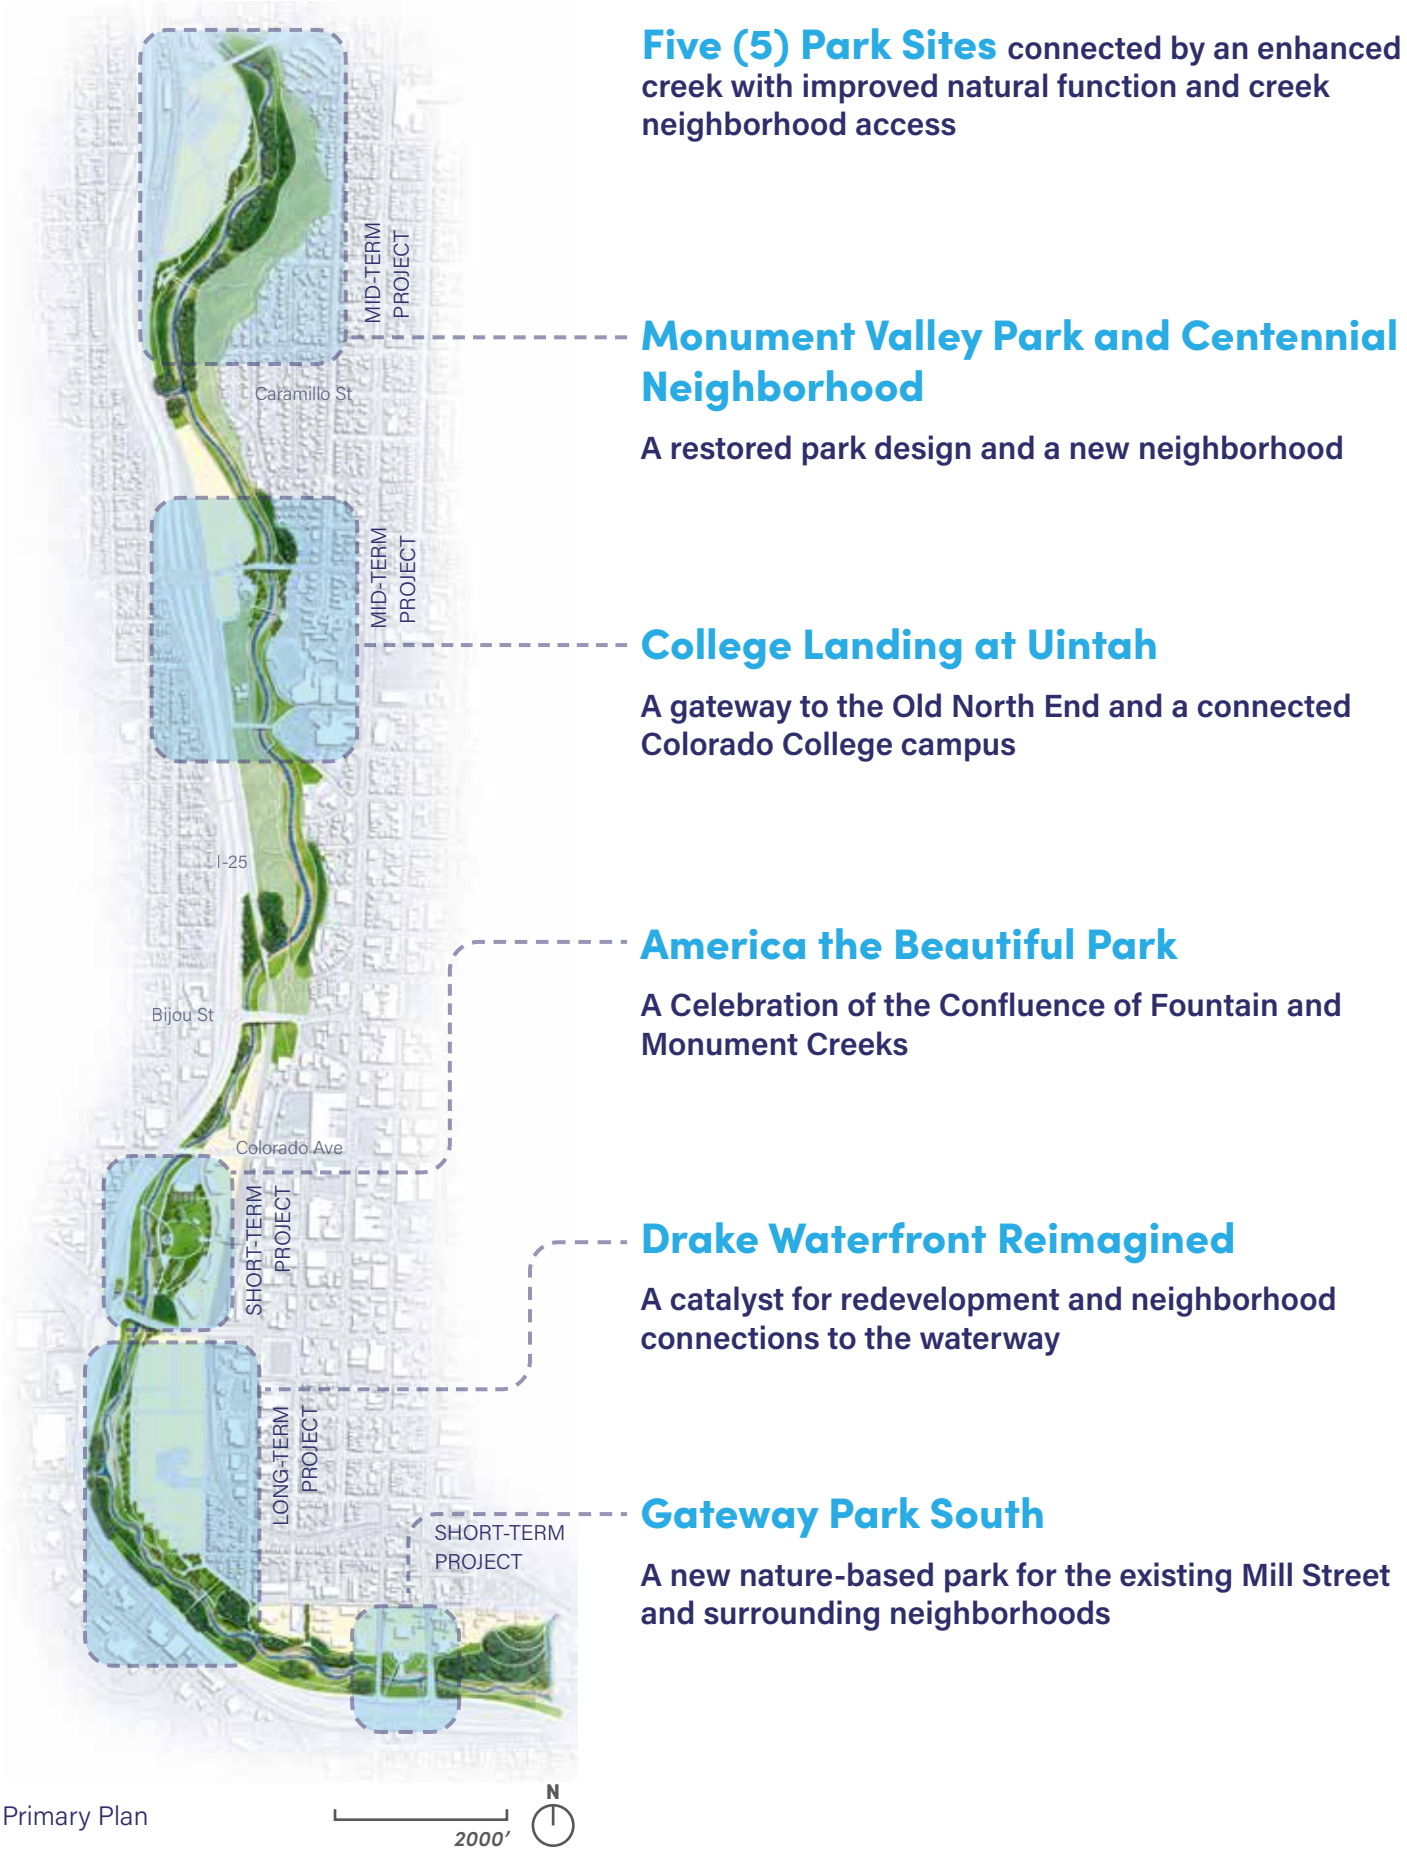 Five (5) Park Sites connected by an enhanced
creek with improved natural function and creek
neighborhood access
MID-TERM
PROJECT
Monument Valley Park and Centennial
Neighborhood
A restored park design and a new neighborhood
Caramillo St
MID-TERM
PROJECT
College Landing at Uintah
A gateway to the Old North End and a connected
Colorado College campus
I-25
America the Beautiful Park
A Celebration of the Confluence of Fountain and
Monument Creeks
Bijou St
Colorado Ave
SHORT-TERM
PROJECT
Drake Waterfront Reimagined
A catalyst for redevelopment and neighborhood
connections to the waterway
LONG-TERM
PROJECT
Gateway Park South
SHORT-TERM
PROJECT
A new nature-based park for the existing Mill Street
and surrounding neighborhoods
Primary Plan
2000'
N